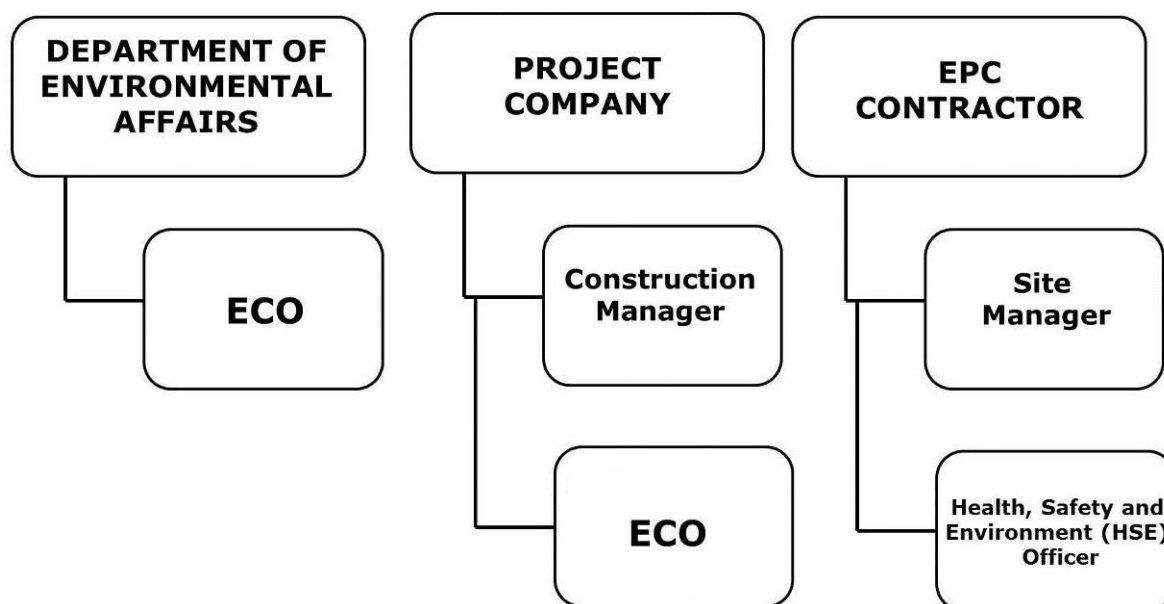 DEPARTMENT OF
ENVIRONMENTAL
AFFAIRS
ECO
PROJECT
COMPANY
Construction
Manager
ECO
EPC
CONTRACTOR
Site
Manager
Health, Safety and
Environment (HSE)
Officer